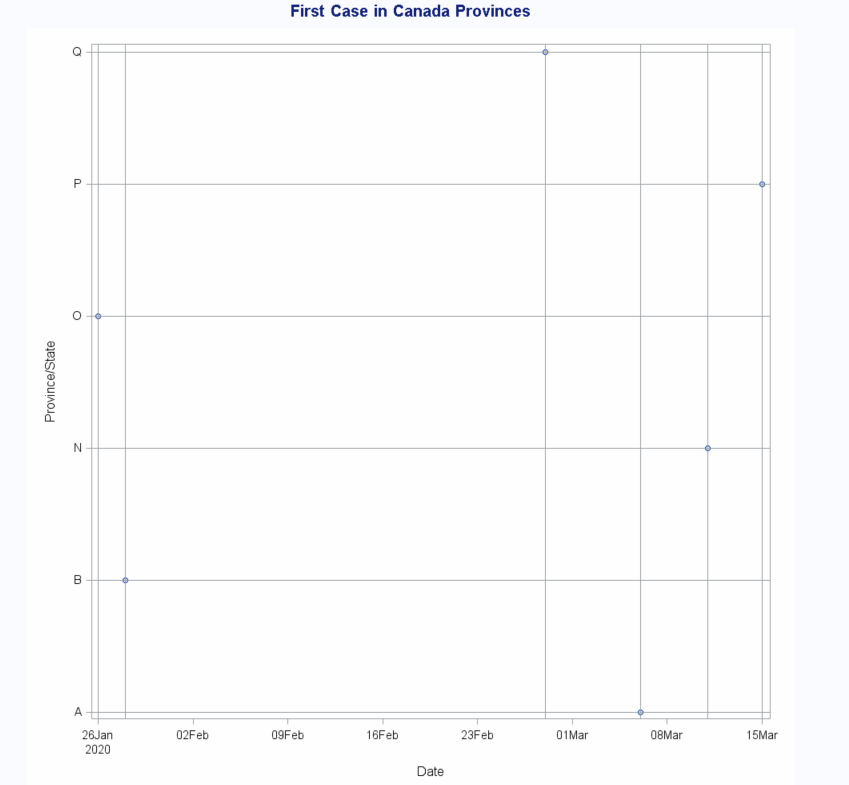 First Case in Canada Provinces
Q
P
O
N
B
A
Province/State
26Jan 02Feb 09Feb 16Feb 23Feb 01Mar 08Mar 15Mar
2020
Date